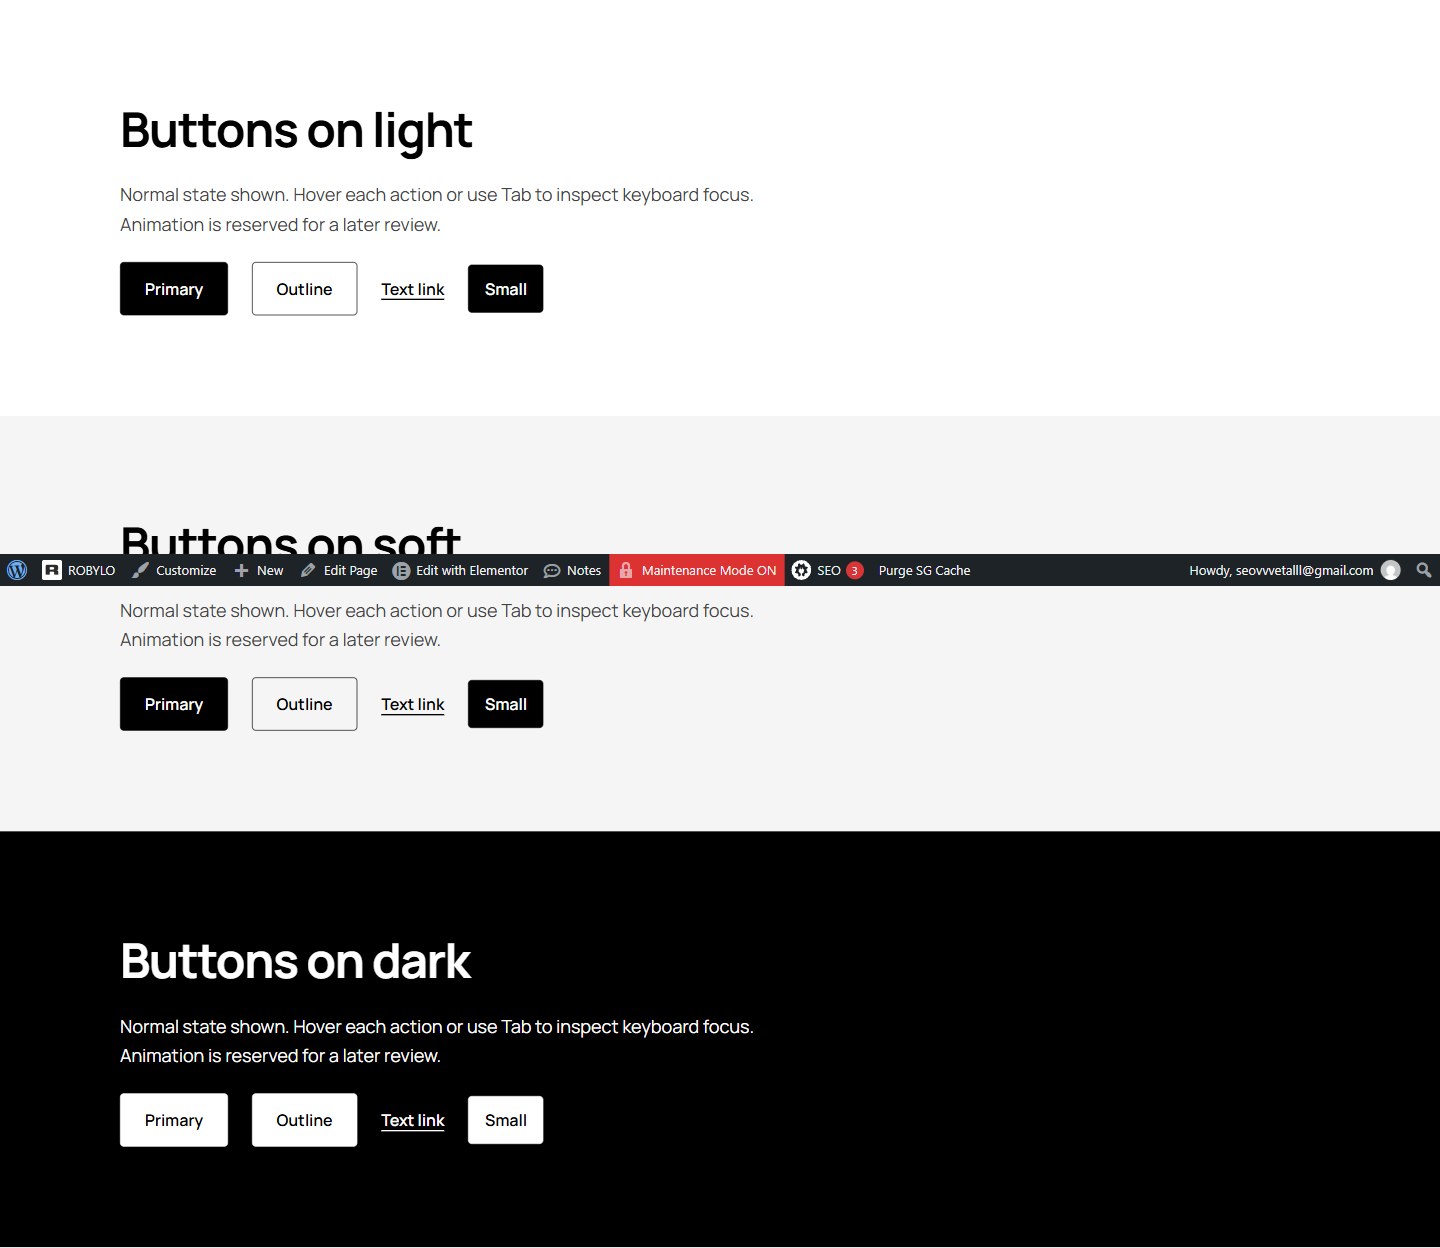 Buttons on light
Normal state shown. Hover each action or use Tab to inspect keyboard focus.
Animation is reserved for a later review.
Primary Outline Text link Small
Buttons on soft
ROBYLO Customize New Edit Page Edit with Elementor Notes Maintenance Mode ON SEO 3 Purge SG Cache Howdy, seovvvetalll@gmail.com
Normal state shown. Hover each action or use Tab to inspect keyboard focus.
Animation is reserved for a later review.
Primary Outline Text link Small
Buttons on dark
Normal state shown. Hover each action or use Tab to inspect keyboard focus.
Animation is reserved for a later review.
Primary Outline Text link Small